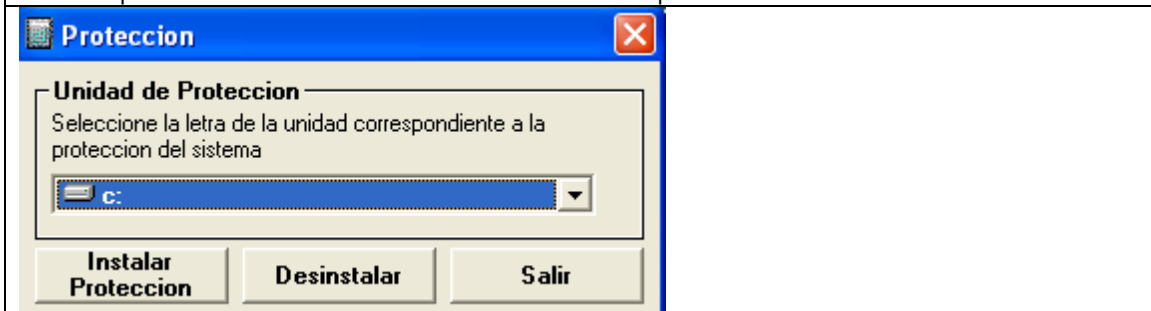 Proteccion
Unidad de Proteccion
Seleccione la letra de la unidad correspondiente a la
proteccion del sistema
c:
Instalar
Proteccion
Desinstalar
Salir